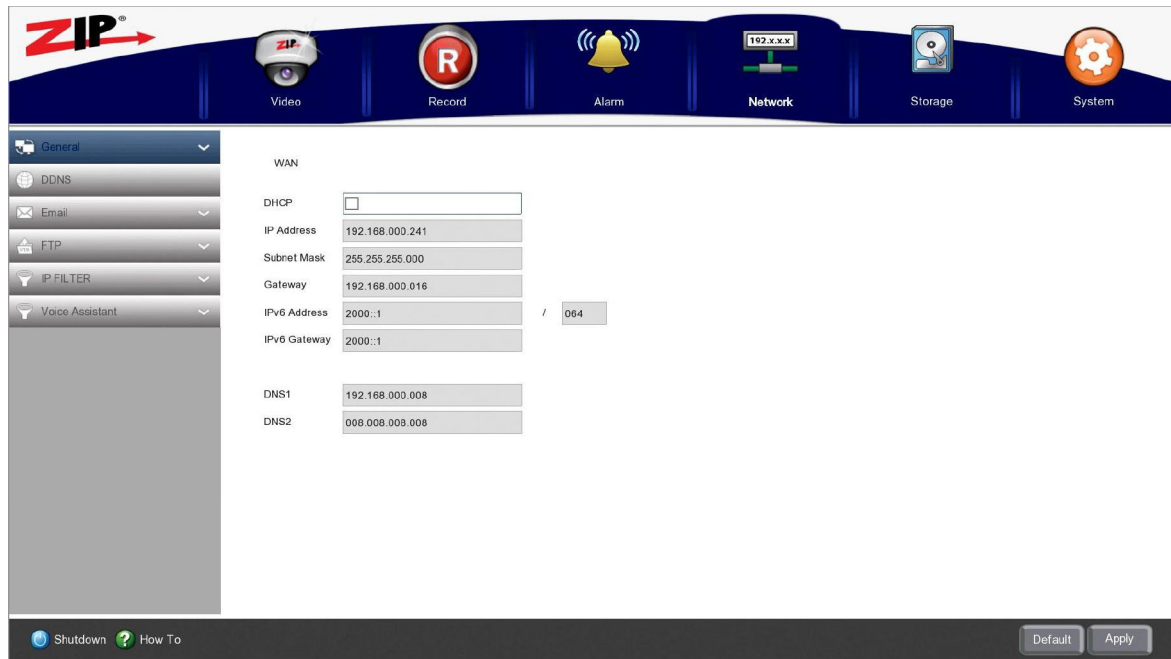 ZIP®
ZIP
R
192.x.x.x
Video
Record
Alarm
Network
Storage
System
General
DDNS
Email
FTP
IP FILTER
Voice Assistant
WAN
DHCP
IP Address 192.168.000.241
Subnet Mask 255.255.255.000
Gateway 192.168.000.016
IPv6 Address 2000::1 / 064
IPv6 Gateway 2000::1
DNS1 192.168.000.008
DNS2 008.008.008.008
Shutdown ? How To
Default Apply